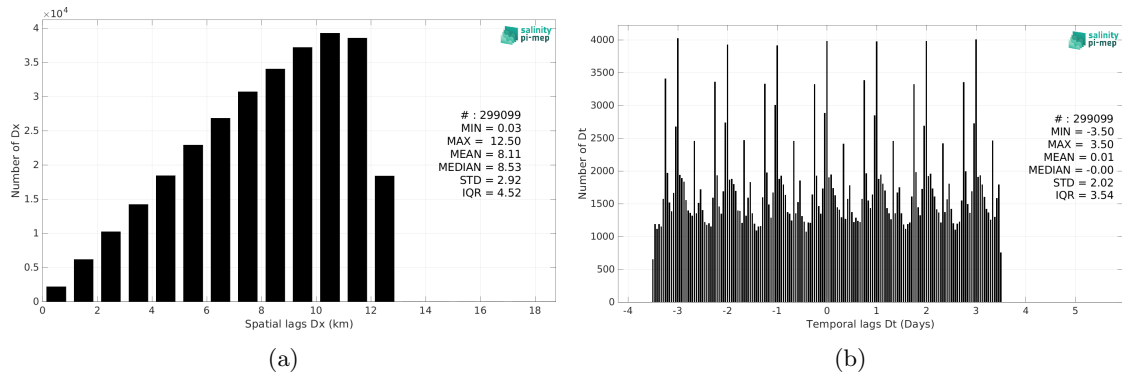 ×10^4
4
3.5
3
2.5
2
1.5
1
0.5
0
Number of Dx
0 2 4 6 8 10 12 14 16 18
Spatial lags Dx (km)
salinity
pi-mep
# : 299099
MIN = 0.03
MAX = 12.50
MEAN = 8.11
MEDIAN = 8.53
STD = 2.92
IQR = 4.52
(a)
4000
3500
3000
2500
2000
1500
1000
500
0
Number of Dt
-4 -3 -2 -1 0 1 2 3 4 5
Temporal lags Dt (Days)
salinity
pi-mep
# : 299099
MIN = -3.50
MAX = 3.50
MEAN = 0.01
MEDIAN = -0.00
STD = 2.02
IQR = 3.54
(b)